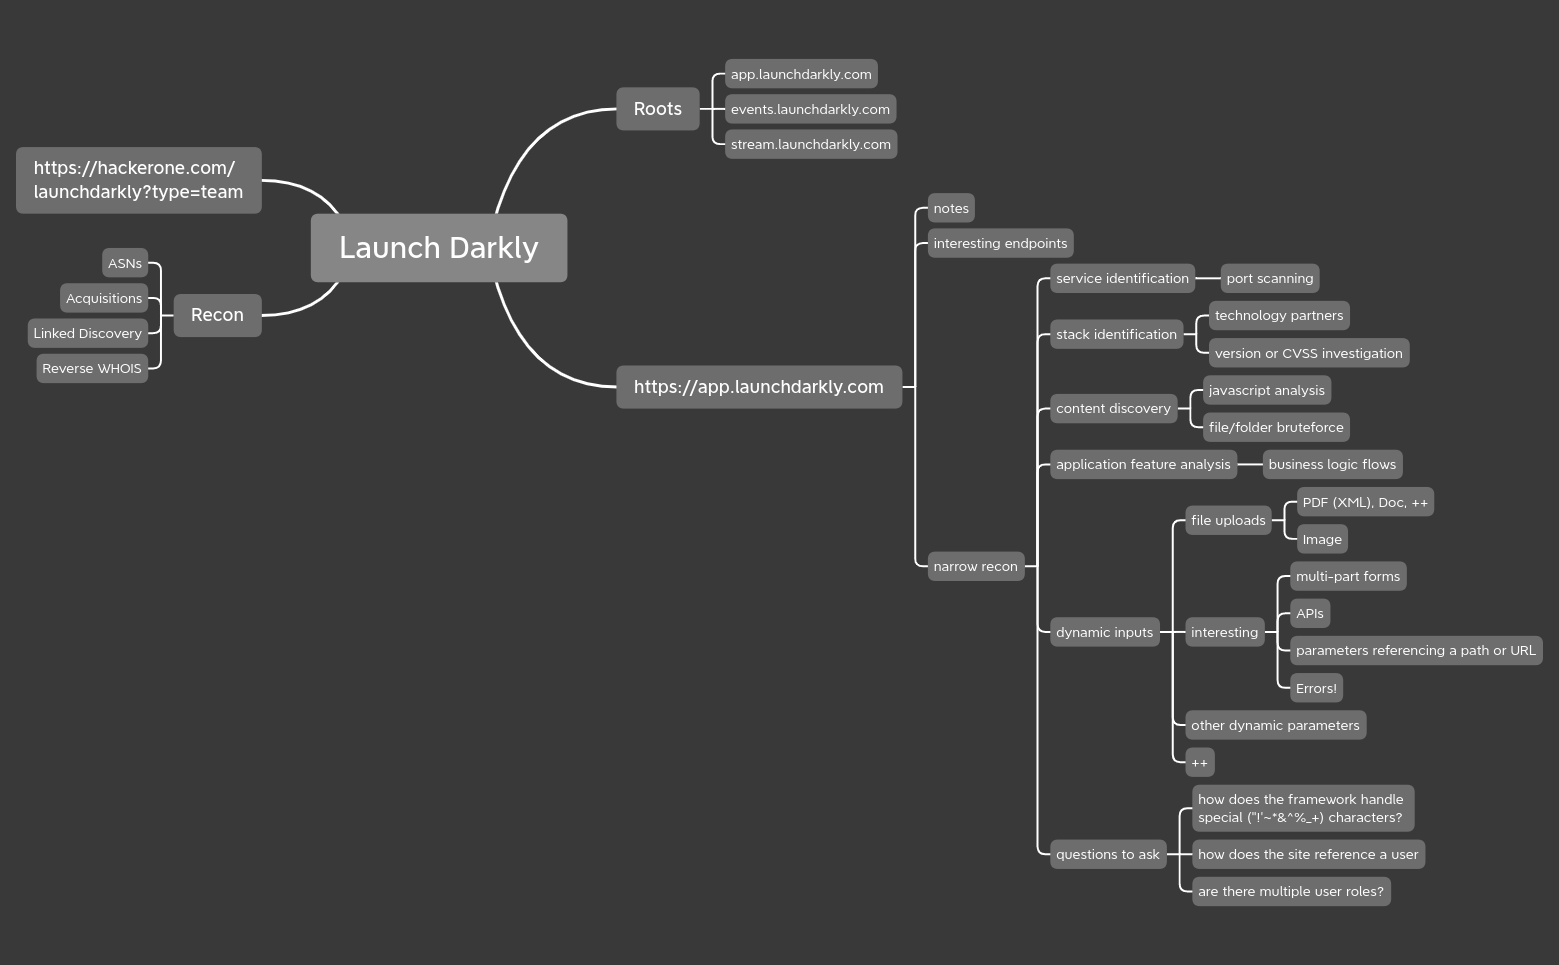 Launch Darkly
https://hackerone.com/
launchdarkly?type=team
Recon
ASNs
Acquisitions
Linked Discovery
Reverse WHOIS
Roots
app.launchdarkly.com
events.launchdarkly.com
stream.launchdarkly.com
https://app.launchdarkly.com
notes
interesting endpoints
narrow recon
service identification
port scanning
stack identification
technology partners
version or CVSS investigation
content discovery
javascript analysis
file/folder bruteforce
application feature analysis
business logic flows
dynamic inputs
file uploads
PDF (XML), Doc, ++
Image
interesting
multi-part forms
APIs
parameters referencing a path or URL
Errors!
other dynamic parameters
++
questions to ask
how does the framework handle
special ("!'~*&^%_+) characters?
how does the site reference a user
are there multiple user roles?